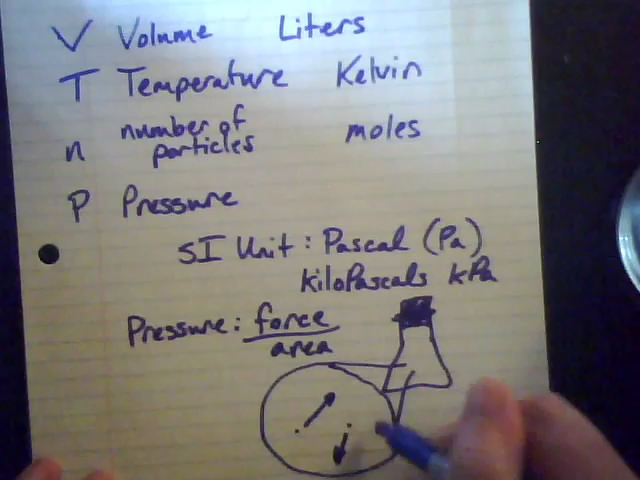 V Volume Liters
T Temperature Kelvin
n number of particles moles
P Pressure
SI Unit : Pascal (Pa)
kiloPascals kPa
Pressure : force
area